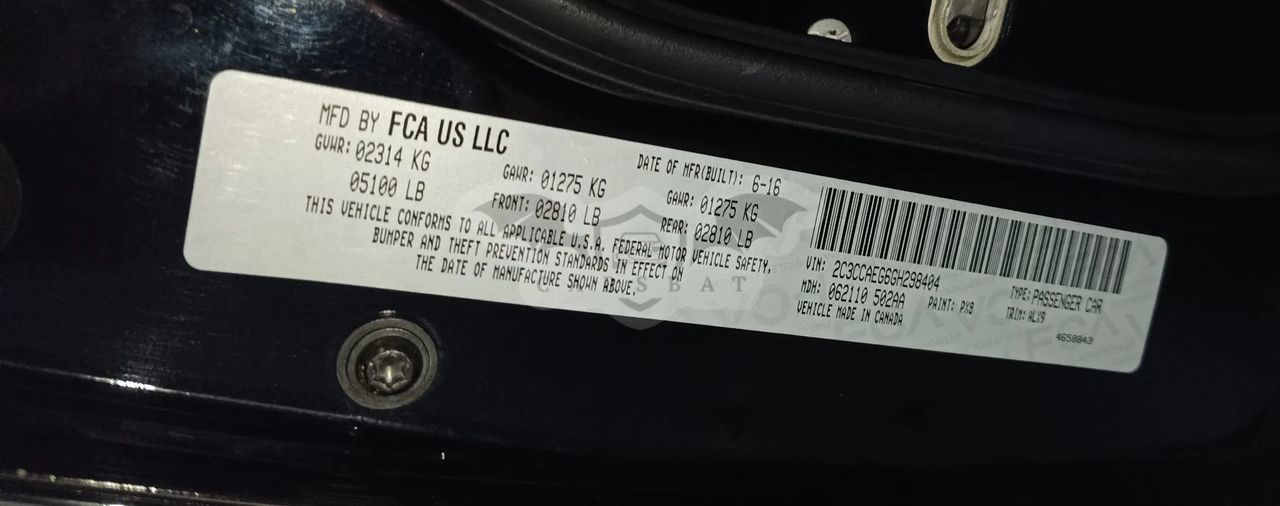 MFD BY FCA US LLC
DATE OF MFR(BUILT): 6-16
GVWR: 02314 KG
05100 LB
GAWR: 01275 KG
FRONT: 02810 LB
GAWR: 01275 KG
REAR: 02810 LB
THIS VEHICLE CONFORMS TO ALL APPLICABLE U.S.A. FEDERAL MOTOR VEHICLE SAFETY,
BUMPER AND THEFT PREVENTION STANDARDS IN EFFECT ON
THE DATE OF MANUFACTURE SHOWN ABOVE.
VIN: 2C3CCAEG6GH298404
TYPE: PASSENGER CAR
MDH: 062110 502AA
PAINT: PX8
TRIM: ALX9
VEHICLE MADE IN CANADA
4658843